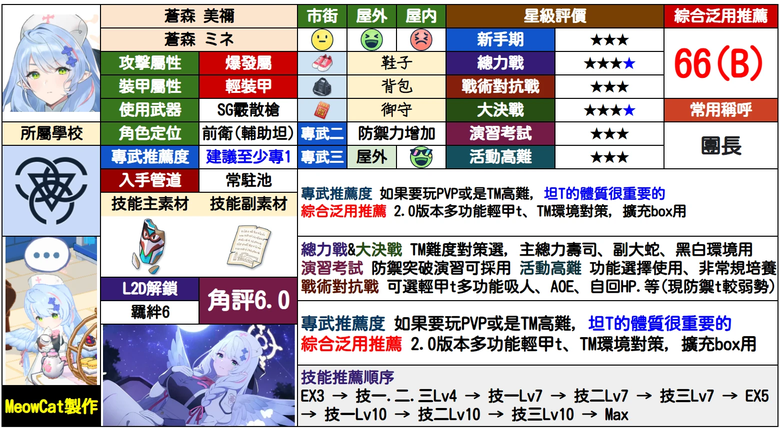 蒼森 美禰
市街
屋外
屋內
星級評價
綜合泛用推薦
蒼森 ミネ
新手期
★★★
66(B)
攻擊屬性
爆發屬
鞋子
總力戰
★★★★
裝甲屬性
輕裝甲
背包
戰術對抗戰
★★★
使用武器
SG霰散槍
御守
大決戰
★★★★
常用稱呼
所屬學校
角色定位
前衛(輔助坦)
專武二
防禦力增加
演習考試
★★★
團長
專武推薦度
建議至少專1
專武三
屋外
活動高難
★★★
入手管道
常駐池
專武推薦度 如果要玩PVP或是TM高難, 坦T的體質很重要的
綜合泛用推薦 2.0版本多功能輕甲t、TM環境對策, 擴充box用
技能主素材
技能副素材
總力戰&大決戰 TM難度對策選, 主總力壽司、副大蛇、黑白環境用
演習考試 防禦突破演習可採用 活動高難 功能選擇使用、非常規培養
戰術對抗戰 可選輕甲t多功能吸人、AOE、自回HP.等(現防禦t較弱勢)
L2D解鎖
羈絆6
角評6.0
專武推薦度 如果要玩PVP或是TM高難, 坦T的體質很重要的
綜合泛用推薦 2.0版本多功能輕甲t、TM環境對策, 擴充box用
技能推薦順序
EX3 → 技一.二.三Lv4 → 技一Lv7 → 技二Lv7 → 技三Lv7 → EX5
→ 技一Lv10 → 技二Lv10 → 技三Lv10 → Max
MeowCat製作